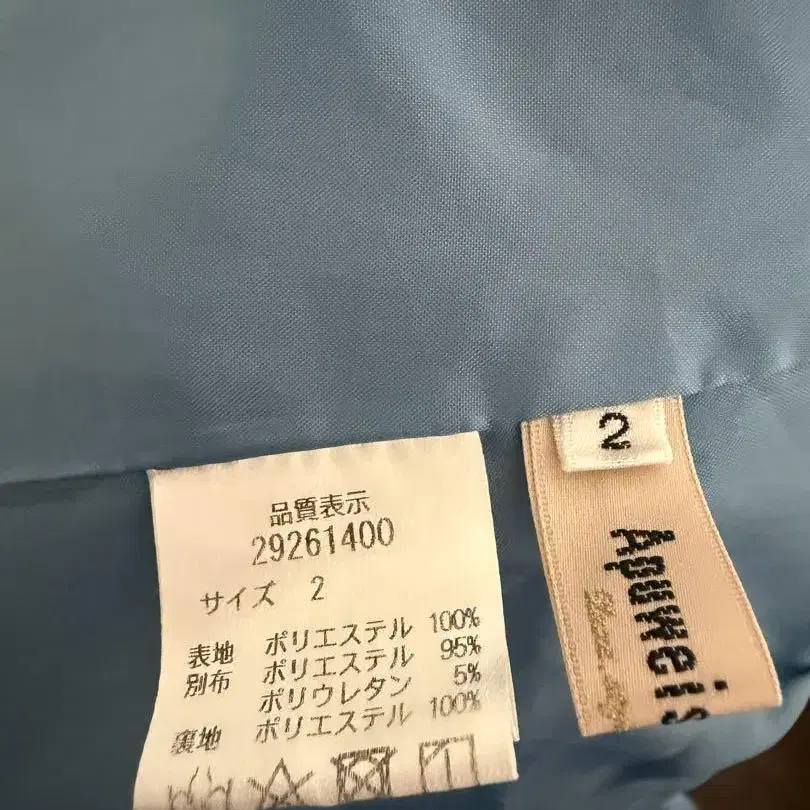 品質表示
29261400
サイズ 2
表地 ポリエステル 100%
別布 ポリエステル 95%
ポリウレタン 5%
裏地 ポリエステル 100%
2
Apuweis